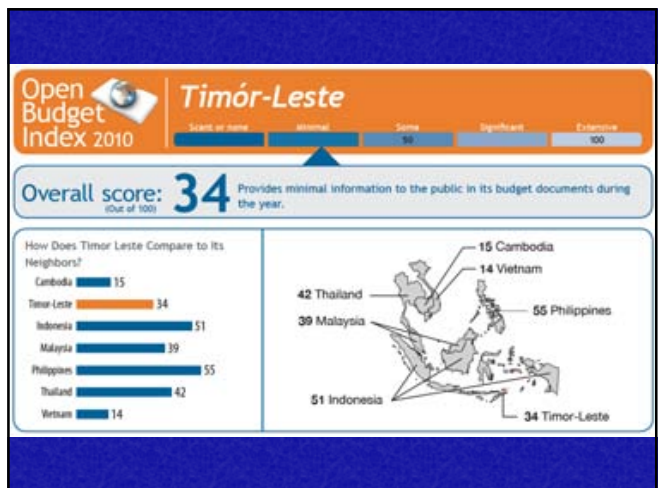 Open
Budget
Index 2010
Timór-Leste
Scant or none Minimal Some Significant Extensive
50 100
Overall score:
(Out of 100)
34
Provides minimal information to the public in its budget documents during
the year.
How Does Timor Leste Compare to Its
Neighbors?
Cambodia 15
Timor-Leste 34
Indonesia 51
Malaysia 39
Philippines 55
Thailand 42
Vietnam 14
15 Cambodia
14 Vietnam
42 Thailand
55 Philippines
39 Malaysia
51 Indonesia
34 Timor-Leste